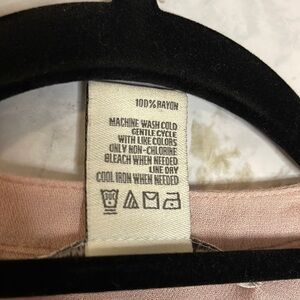 100% RAYON
MACHINE WASH COLD
GENTLE CYCLE
WITH LIKE COLORS
ONLY NON-CHLORINE
BLEACH WHEN NEEDED
LINE DRY
COOL IRON WHEN NEEDED